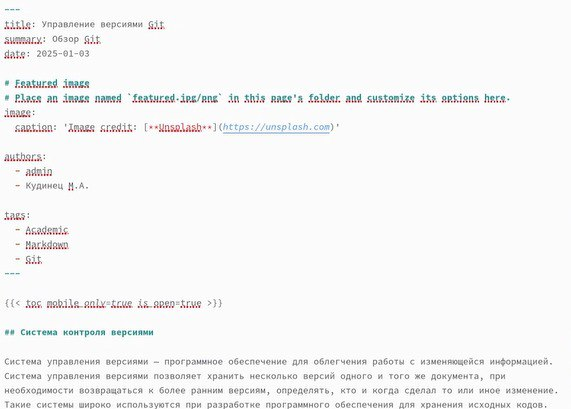 ---
title: Управление версиями Git
summary: Обзор Git
date: 2025-01-03

# Featured image
# Place an image named `featured.jpg/png` in this page's folder and customize its options here.
image:
  caption: 'Image credit: [**Unsplash**](https://unsplash.com)'

authors:
  - admin
  - Кудинец М.А.

tags:
  - Academic
  - Markdown
  - Git
---

{{< toc mobile_only=true is_open=true >}}

## Система контроля версиями

Система управления версиями — программное обеспечение для облегчения работы с изменяющейся информацией.
Система управления версиями позволяет хранить несколько версий одного и того же документа, при
необходимости возвращаться к более ранним версиям, определять, кто и когда сделал то или иное изменение.
Такие системы широко используются при разработке программного обеспечения для хранения исходных кодов.